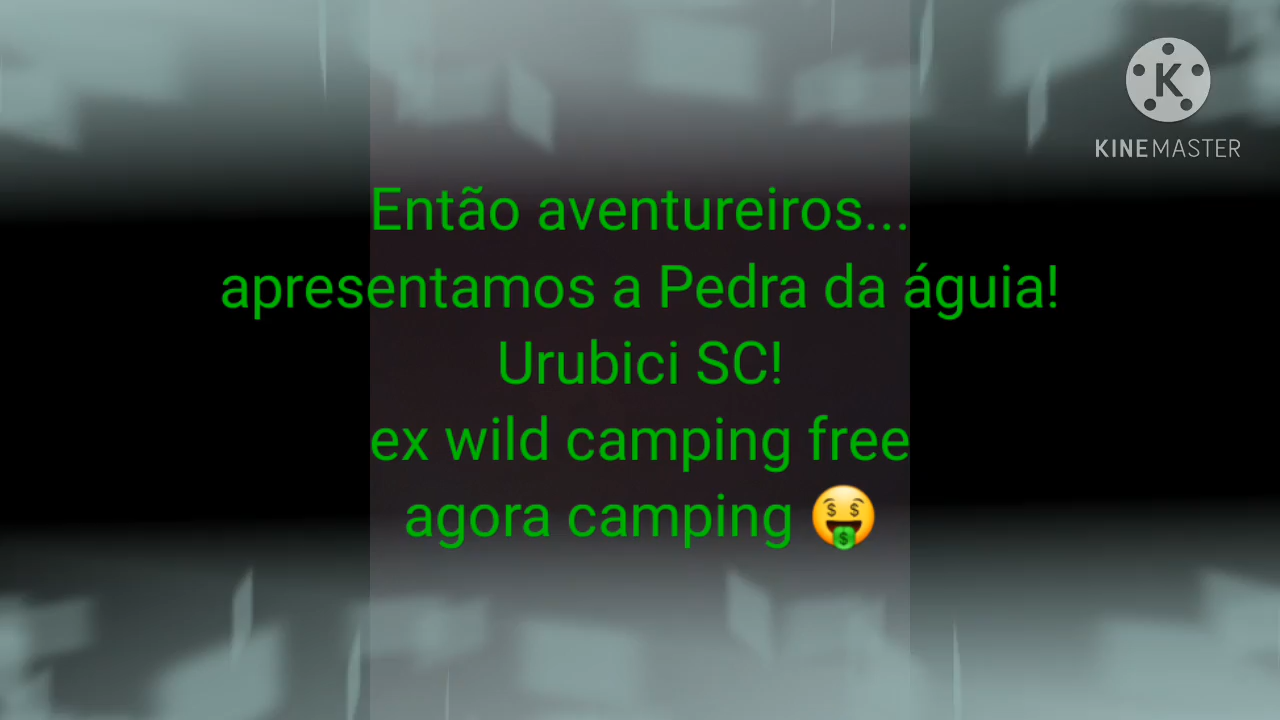 K
KINEMASTER
Então aventureiros...
apresentamos a Pedra da águia!
Urubici SC!
ex wild camping free
agora camping 🤑